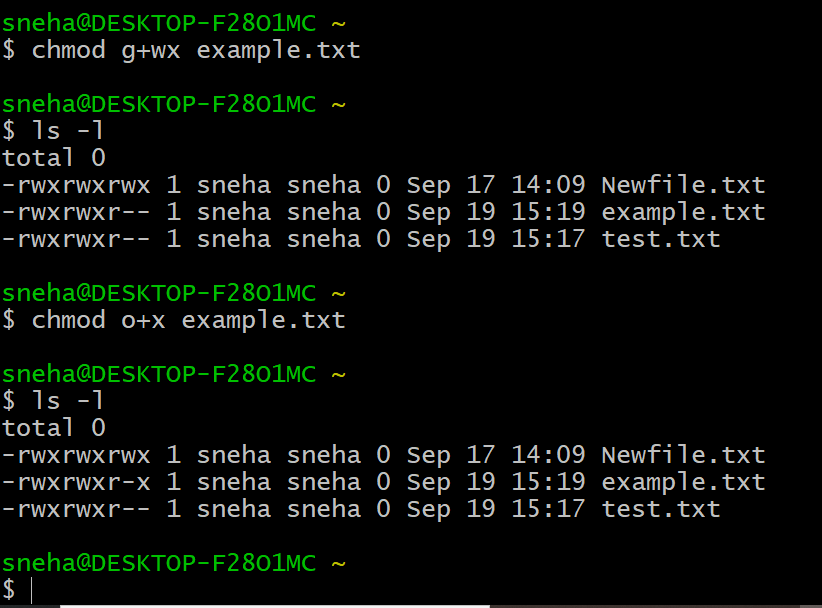 sneha@DESKTOP-F28O1MC ~
$ chmod g+wx example.txt
sneha@DESKTOP-F28O1MC ~
$ ls -l
total 0
-rwxrwxrwx 1 sneha sneha 0 Sep 17 14:09 Newfile.txt
-rwxrwxr-- 1 sneha sneha 0 Sep 19 15:19 example.txt
-rwxrwxr-- 1 sneha sneha 0 Sep 19 15:17 test.txt
sneha@DESKTOP-F28O1MC ~
$ chmod o+x example.txt
sneha@DESKTOP-F28O1MC ~
$ ls -l
total 0
-rwxrwxrwx 1 sneha sneha 0 Sep 17 14:09 Newfile.txt
-rwxrwxr-x 1 sneha sneha 0 Sep 19 15:19 example.txt
-rwxrwxr-- 1 sneha sneha 0 Sep 19 15:17 test.txt
sneha@DESKTOP-F28O1MC ~
$